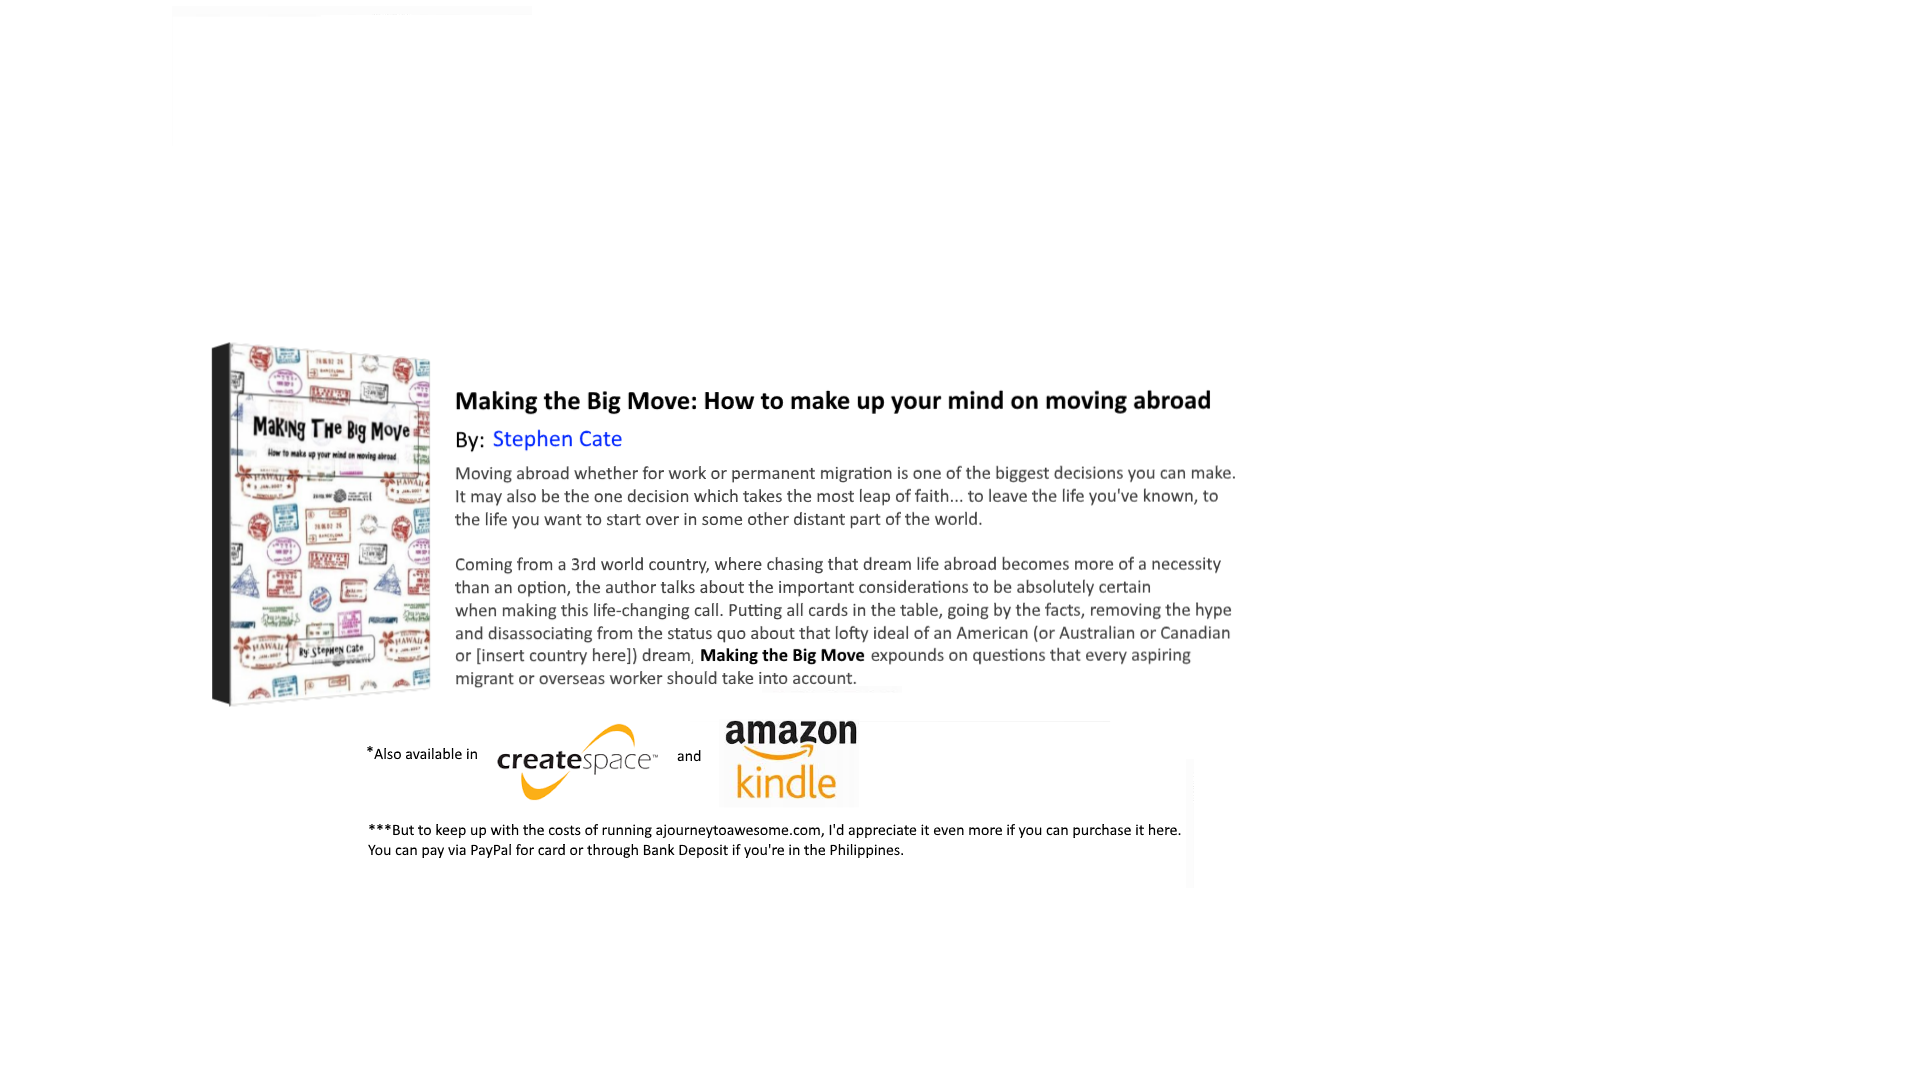 Making The Big Move
How to make up your mind on moving abroad
By Stephen Cate
Making the Big Move: How to make up your mind on moving abroad
By: Stephen Cate
Moving abroad whether for work or permanent migration is one of the biggest decisions you can make.
It may also be the one decision which takes the most leap of faith... to leave the life you've known, to
the life you want to start over in some other distant part of the world.
Coming from a 3rd world country, where chasing that dream life abroad becomes more of a necessity
than an option, the author talks about the important considerations to be absolutely certain
when making this life-changing call. Putting all cards in the table, going by the facts, removing the hype
and disassociating from the status quo about that lofty ideal of an American (or Australian or Canadian
or [insert country here]) dream, Making the Big Move expounds on questions that every aspiring
migrant or overseas worker should take into account.
*Also available in createspace™ and amazon kindle
***But to keep up with the costs of running ajourneytoawesome.com, I'd appreciate it even more if you can purchase it here.
You can pay via PayPal for card or through Bank Deposit if you're in the Philippines.